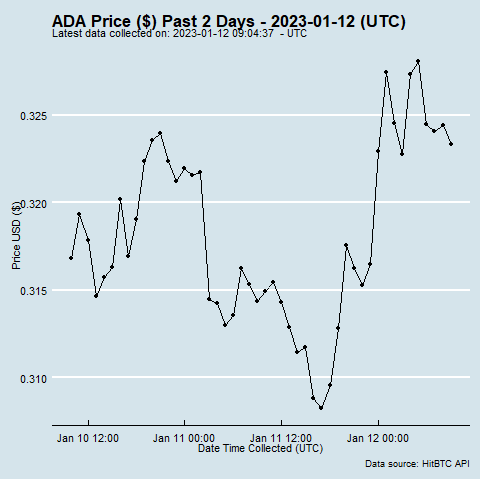 ADA Price ($) Past 2 Days - 2023-01-12 (UTC)
Latest data collected on: 2023-01-12 09:04:37  - UTC
0.325
0.320
0.315
0.310
Price USD ($)
Jan 10 12:00
Jan 11 00:00
Jan 11 12:00
Jan 12 00:00
Date Time Collected (UTC)
Data source: HitBTC API